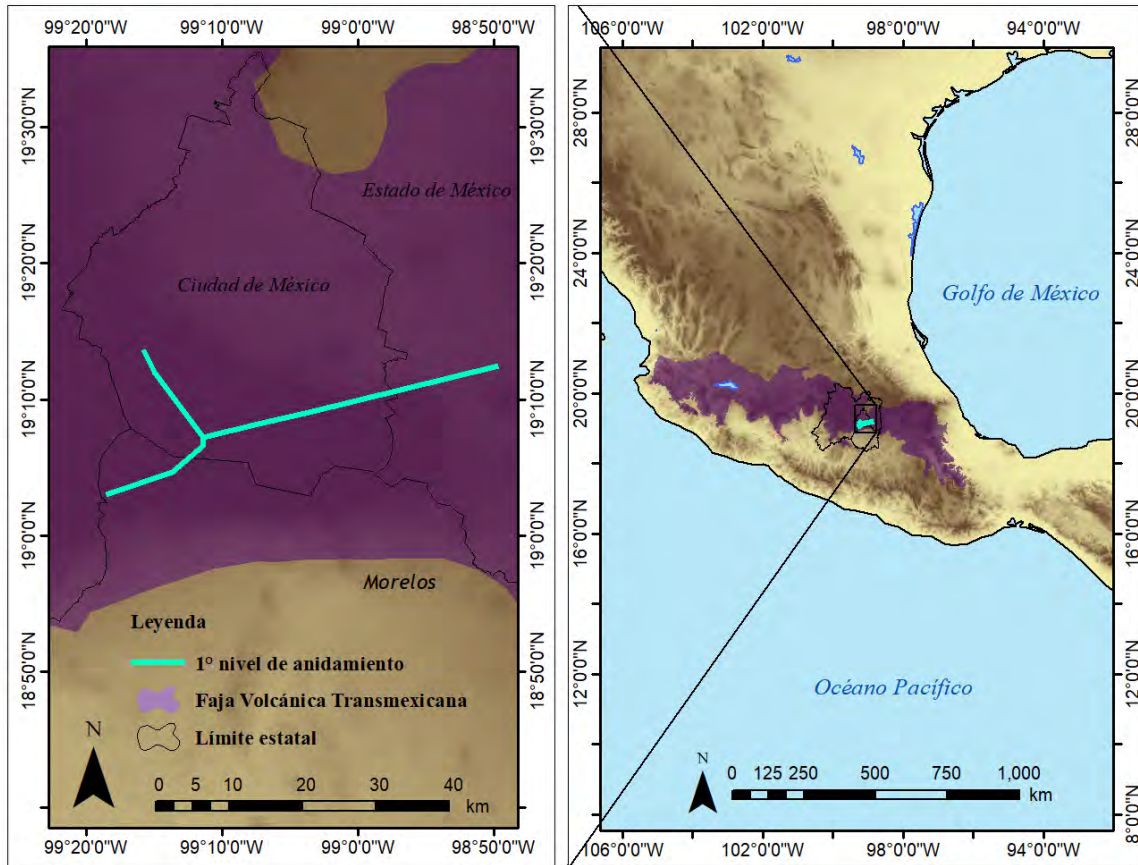 99°20'0"W 99°10'0"W 99°0'0"W 98°50'0"W
19°30'0"N
19°20'0"N
19°10'0"N
19°0'0"N
18°50'0"N
Estado de México
Ciudad de México
Morelos
Leyenda
1° nivel de anidamiento
Faja Volcánica Transmexicana
Límite estatal
N
0 5 10 20 30 40
km
19°30'0"N
19°20'0"N
19°10'0"N
19°0'0"N
18°50'0"N
99°20'0"W 99°10'0"W 99°0'0"W 98°50'0"W
106°0'0"W 102°0'0"W 98°0'0"W 94°0'0"W
28°0'0"N
24°0'0"N
20°0'0"N
16°0'0"N
12°0'0"N
8°0'0"N
Golfo de México
Océano Pacífico
N
0 125 250 500 750 1,000
km
28°0'0"N
24°0'0"N
20°0'0"N
16°0'0"N
12°0'0"N
8°0'0"N
106°0'0"W 102°0'0"W 98°0'0"W 94°0'0"W